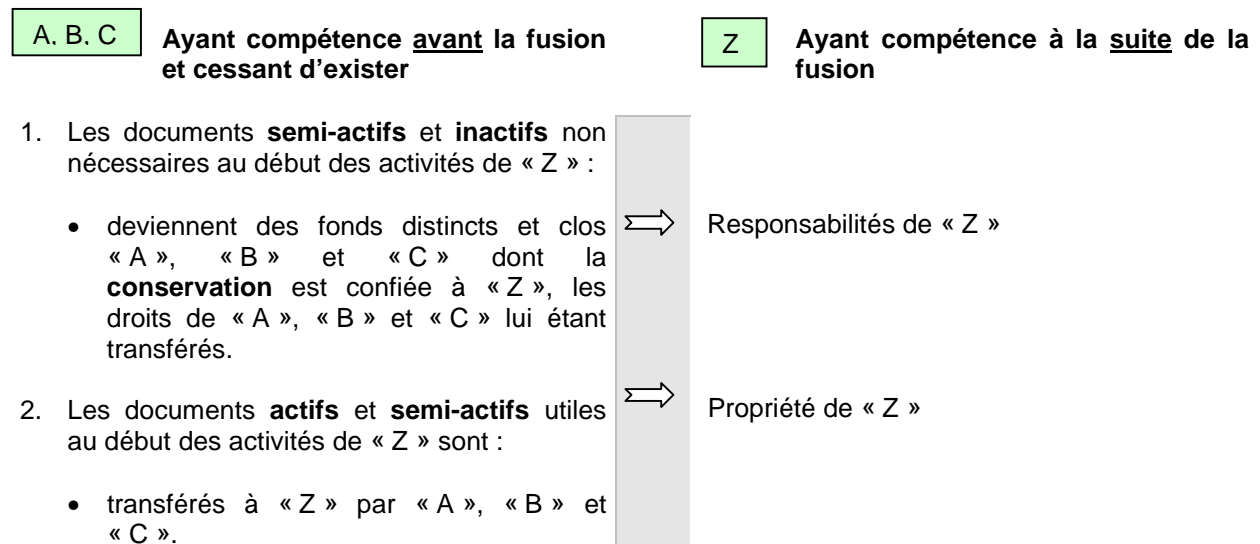 A, B, C
Ayant compétence avant la fusion
et cessant d'exister
Z
Ayant compétence à la suite de la
fusion
1. Les documents semi-actifs et inactifs non
nécessaires au début des activités de « Z » :
• deviennent des fonds distincts et clos
« A », « B » et « C » dont la
conservation est confiée à « Z », les
droits de « A », « B » et « C » lui étant
transférés.
Responsabilités de « Z »
2. Les documents actifs et semi-actifs utiles
au début des activités de « Z » sont :
• transférés à « Z » par « A », « B » et
« C ».
Propriété de « Z »